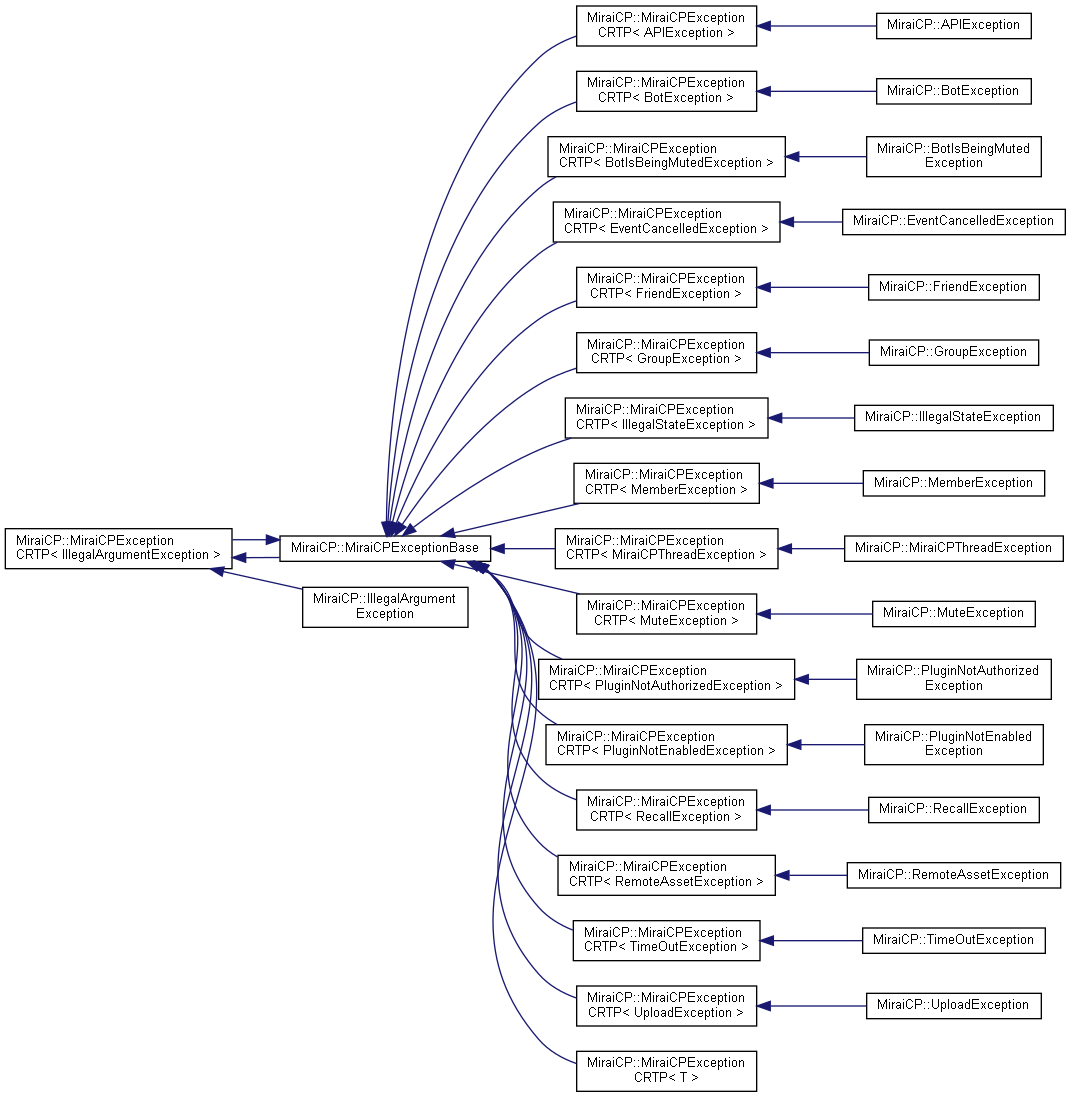 MiraiCP::MiraiCPException
CRTP< APIException >
MiraiCP::APIException
MiraiCP::MiraiCPException
CRTP< BotException >
MiraiCP::BotException
MiraiCP::MiraiCPException
CRTP< BotIsBeingMutedException >
MiraiCP::BotIsBeingMuted
Exception
MiraiCP::MiraiCPException
CRTP< EventCancelledException >
MiraiCP::EventCancelledException
MiraiCP::MiraiCPException
CRTP< FriendException >
MiraiCP::FriendException
MiraiCP::MiraiCPException
CRTP< GroupException >
MiraiCP::GroupException
MiraiCP::MiraiCPException
CRTP< IllegalStateException >
MiraiCP::IllegalStateException
MiraiCP::MiraiCPException
CRTP< MemberException >
MiraiCP::MemberException
MiraiCP::MiraiCPException
CRTP< IllegalArgumentException >
MiraiCP::MiraiCPExceptionBase
MiraiCP::MiraiCPException
CRTP< MiraiCPThreadException >
MiraiCP::MiraiCPThreadException
MiraiCP::IllegalArgument
Exception
MiraiCP::MiraiCPException
CRTP< MuteException >
MiraiCP::MuteException
MiraiCP::MiraiCPException
CRTP< PluginNotAuthorizedException >
MiraiCP::PluginNotAuthorized
Exception
MiraiCP::MiraiCPException
CRTP< PluginNotEnabledException >
MiraiCP::PluginNotEnabled
Exception
MiraiCP::MiraiCPException
CRTP< RecallException >
MiraiCP::RecallException
MiraiCP::MiraiCPException
CRTP< RemoteAssetException >
MiraiCP::RemoteAssetException
MiraiCP::MiraiCPException
CRTP< TimeOutException >
MiraiCP::TimeOutException
MiraiCP::MiraiCPException
CRTP< UploadException >
MiraiCP::UploadException
MiraiCP::MiraiCPException
CRTP< T >